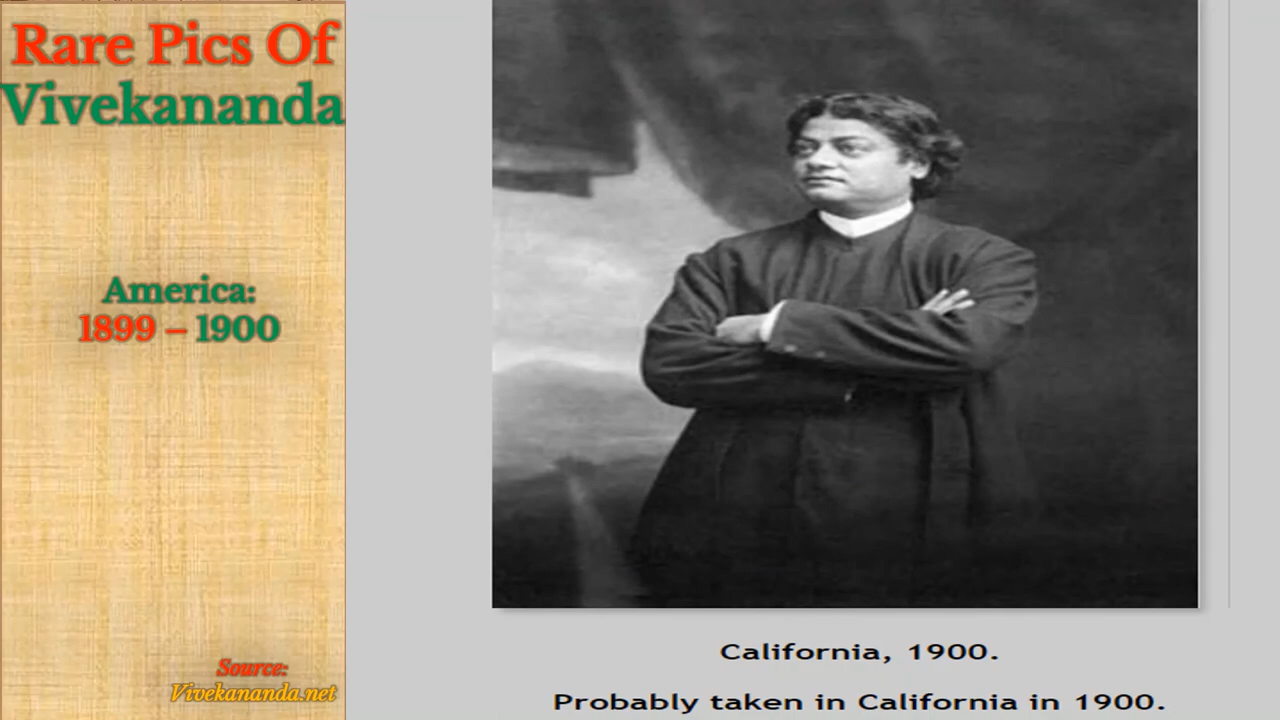 Rare Pics Of
Vivekananda
America:
1899 – 1900
Source:
Vivekananda.net
California, 1900.
Probably taken in California in 1900.